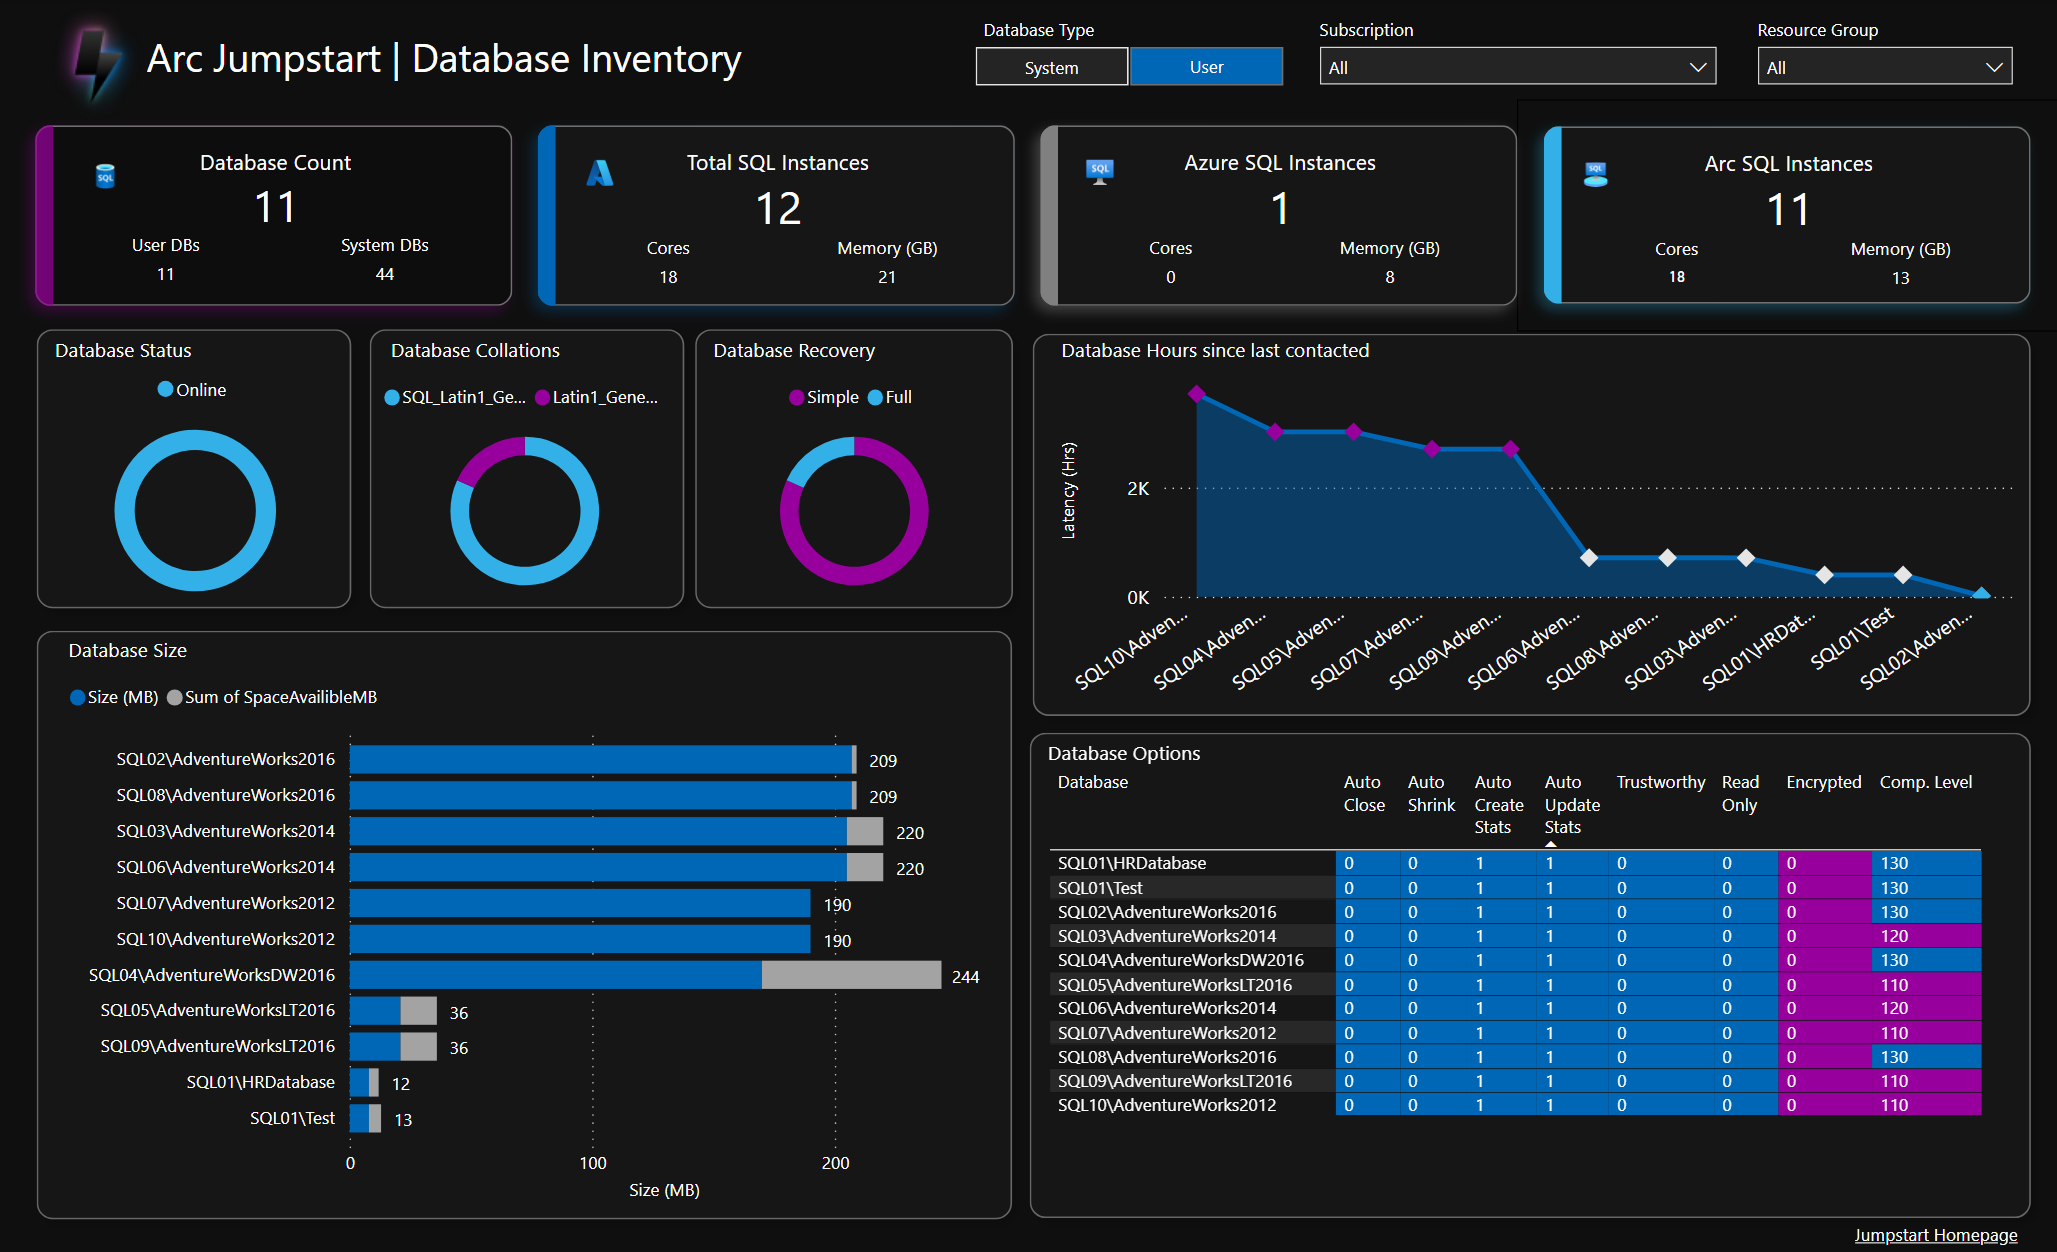 Arc Jumpstart | Database Inventory
Database Type
System
User
Subscription
All
Resource Group
All
SQL
Database Count
11
User DBs
11
System DBs
44
Total SQL Instances
12
Cores
18
Memory (GB)
21
SQL
Azure SQL Instances
1
Cores
0
Memory (GB)
8
SQL
Arc SQL Instances
11
Cores
18
Memory (GB)
13
Database Status
Online
Database Collations
SQL_Latin1_Ge...
Latin1_Gene...
Database Recovery
Simple
Full
Database Hours since last contacted
Latency (Hrs)
2K
0K
SQL10\Adven...
SQL04\Adven...
SQL05\Adven...
SQL07\Adven...
SQL09\Adven...
SQL06\Adven...
SQL08\Adven...
SQL03\Adven...
SQL01\HRDat...
SQL01\Test
SQL02\Adven...
Database Size
Size (MB)
Sum of SpaceAvailibleMB
SQL02\AdventureWorks2016 209
SQL08\AdventureWorks2016 209
SQL03\AdventureWorks2014 220
SQL06\AdventureWorks2014 220
SQL07\AdventureWorks2012 190
SQL10\AdventureWorks2012 190
SQL04\AdventureWorksDW2016 244
SQL05\AdventureWorksLT2016 36
SQL09\AdventureWorksLT2016 36
SQL01\HRDatabase 12
SQL01\Test 13
0 100 200
Size (MB)
Database Options
Database Auto Auto Auto Auto Trustworthy Read Encrypted Comp. Level
Close Shrink Create Update Only
Stats Stats
SQL01\HRDatabase 0 0 1 1 0 0 0 130
SQL01\Test 0 0 1 1 0 0 0 130
SQL02\AdventureWorks2016 0 0 1 1 0 0 0 130
SQL03\AdventureWorks2014 0 0 1 1 0 0 0 120
SQL04\AdventureWorksDW2016 0 0 1 1 0 0 0 130
SQL05\AdventureWorksLT2016 0 0 1 1 0 0 0 110
SQL06\AdventureWorks2014 0 0 1 1 0 0 0 120
SQL07\AdventureWorks2012 0 0 1 1 0 0 0 110
SQL08\AdventureWorks2016 0 0 1 1 0 0 0 130
SQL09\AdventureWorksLT2016 0 0 1 1 0 0 0 110
SQL10\AdventureWorks2012 0 0 1 1 0 0 0 110
Jumpstart Homepage